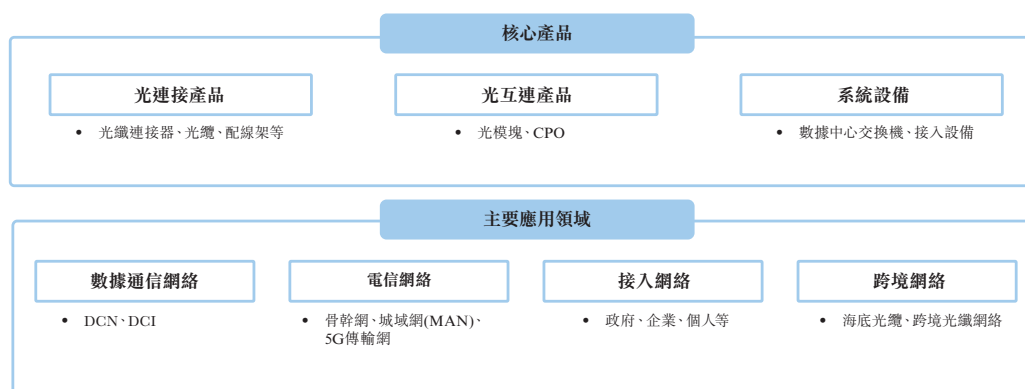 核心產品
光連接產品
光互連產品
系統設備
• 光纖連接器、光纜、配線架等
• 光模塊、CPO
• 數據中心交換機、接入設備
主要應用領域
數據通信網絡
電信網絡
接入網絡
跨境網絡
• DCN、DCI
• 骨幹網、城域網(MAN)、
5G傳輸網
• 政府、企業、個人等
• 海底光纜、跨境光纖網絡